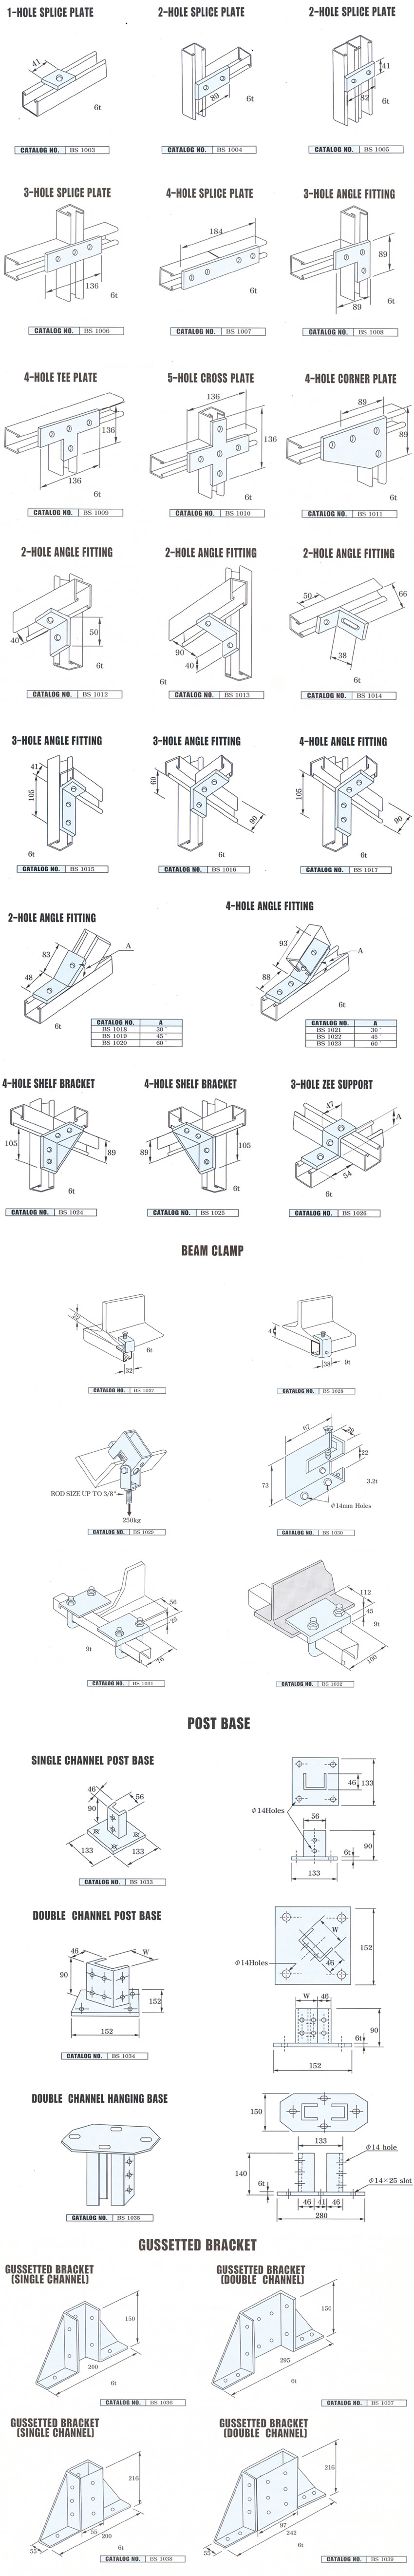 1-HOLE SPLICE PLATE
2-HOLE SPLICE PLATE
2-HOLE SPLICE PLATE
41
6t
89
6t
41
82
6t
CATALOG NO. BS 1003
CATALOG NO. BS 1004
CATALOG NO. BS 1005
3-HOLE SPLICE PLATE
4-HOLE SPLICE PLATE
3-HOLE ANGLE FITTING
136
6t
184
6t
89
89
6t
CATALOG NO. BS 1006
CATALOG NO. BS 1007
CATALOG NO. BS 1008
4-HOLE TEE PLATE
5-HOLE CROSS PLATE
4-HOLE CORNER PLATE
136
136
6t
136
136
6t
89
89
6t
CATALOG NO. BS 1009
CATALOG NO. BS 1010
CATALOG NO. BS 1011
2-HOLE ANGLE FITTING
2-HOLE ANGLE FITTING
2-HOLE ANGLE FITTING
40
50
6t
90
40
6t
50
66
38
6t
CATALOG NO. BS 1012
CATALOG NO. BS 1013
CATALOG NO. BS 1014
3-HOLE ANGLE FITTING
3-HOLE ANGLE FITTING
4-HOLE ANGLE FITTING
41
105
6t
60
90
6t
105
90
6t
CATALOG NO. BS 1015
CATALOG NO. BS 1016
CATALOG NO. BS 1017
2-HOLE ANGLE FITTING
4-HOLE ANGLE FITTING
83
48
A
6t
93
88
A
6t
CATALOG NO. A
BS 1018 30°
BS 1019 45°
BS 1020 60°
CATALOG NO. A
BS 1021 30°
BS 1022 45°
BS 1023 60°
4-HOLE SHELF BRACKET
4-HOLE SHELF BRACKET
3-HOLE ZEE SUPPORT
105
89
6t
89
105
6t
47
A
54
6t
CATALOG NO. BS 1024
CATALOG NO. BS 1025
CATALOG NO. BS 1026
BEAM CLAMP
22
32
6t
41
38
9t
CATALOG NO. BS 1027
CATALOG NO. BS 1028
ROD SIZE UP TO 3/8"
250kg
67
22
73
3.2t
φ14mm Holes
CATALOG NO. BS 1029
CATALOG NO. BS 1030
56
25
9t
76
112
45
9t
100
CATALOG NO. BS 1031
CATALOG NO. BS 1032
POST BASE
SINGLE CHANNEL POST BASE
46
56
90
133
133
46
133
φ14Holes
56
90
6t
133
CATALOG NO. BS 1033
DOUBLE CHANNEL POST BASE
46
W
90
152
152
W
152
φ14Holes
46
W
46
90
6t
152
CATALOG NO. BS 1034
DOUBLE CHANNEL HANGING BASE
150
133
φ14 hole
140
6t
φ14×25 slot
46
41
46
280
CATALOG NO. BS 1035
GUSSETTED BRACKET
GUSSETTED BRACKET
(SINGLE CHANNEL)
GUSSETTED BRACKET
(DOUBLE CHANNEL)
150
200
6t
150
295
6t
CATALOG NO. BS 1036
CATALOG NO. BS 1037
GUSSETTED BRACKET
(SINGLE CHANNEL)
GUSSETTED BRACKET
(DOUBLE CHANNEL)
216
55
200
55
6t
216
97
242
55
6t
CATALOG NO. BS 1038
CATALOG NO. BS 1039